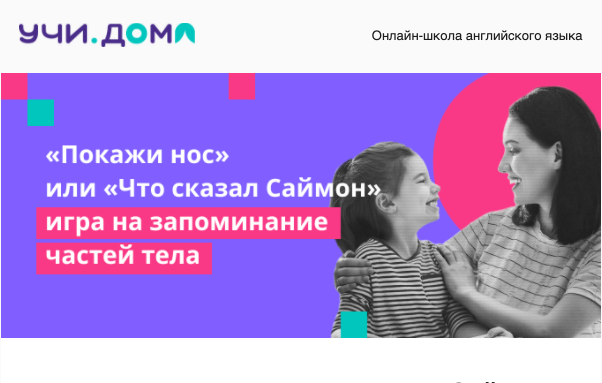 УЧИ.ДОМА
Онлайн-школа английского языка
«Покажи нос»
или «Что сказал Саймон»
игра на запоминание
частей тела